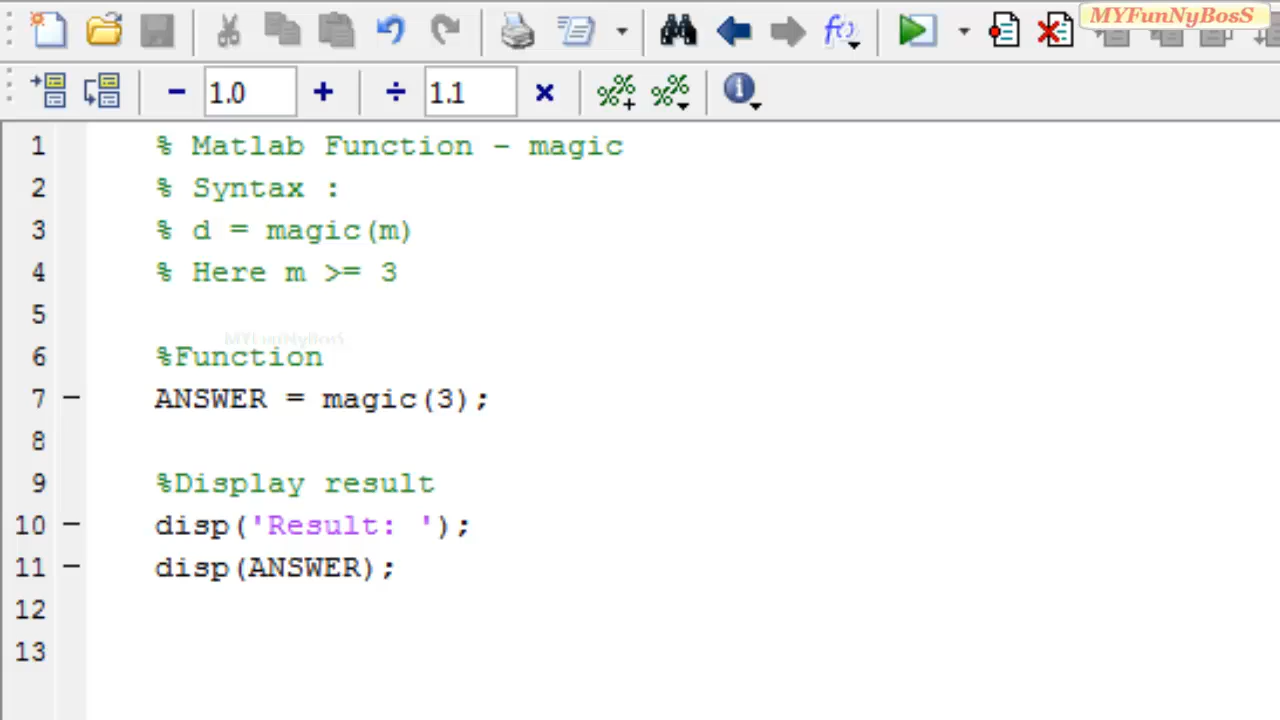 MYFunNyBosS
1.0
1.1
1 % Matlab Function - magic
2 % Syntax :
3 % d = magic(m)
4 % Here m >= 3
5
MYFunNyBosS
6 %Function
7 ANSWER = magic(3);
8
9 %Display result
10 disp('Result: ');
11 disp(ANSWER);
12
13